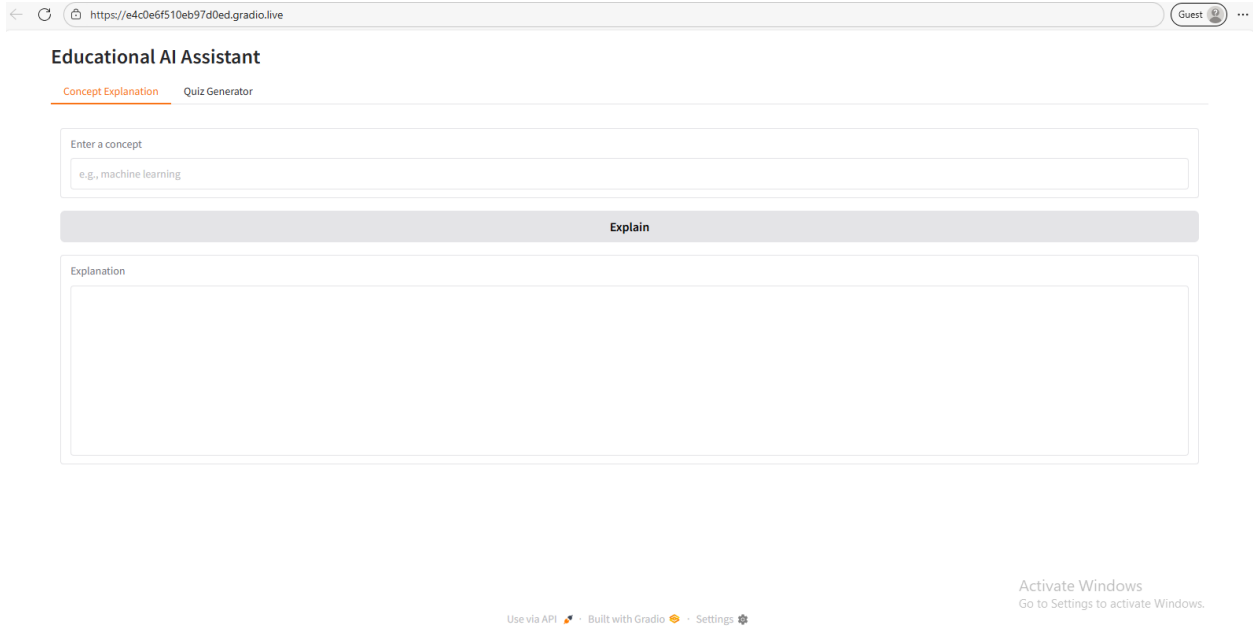 https://e4c0e6f510eb97d0ed.gradio.live
Guest
Educational AI Assistant
Concept Explanation Quiz Generator
Enter a concept
e.g., machine learning
Explain
Explanation
Activate Windows
Go to Settings to activate Windows.
Use via API · Built with Gradio · Settings